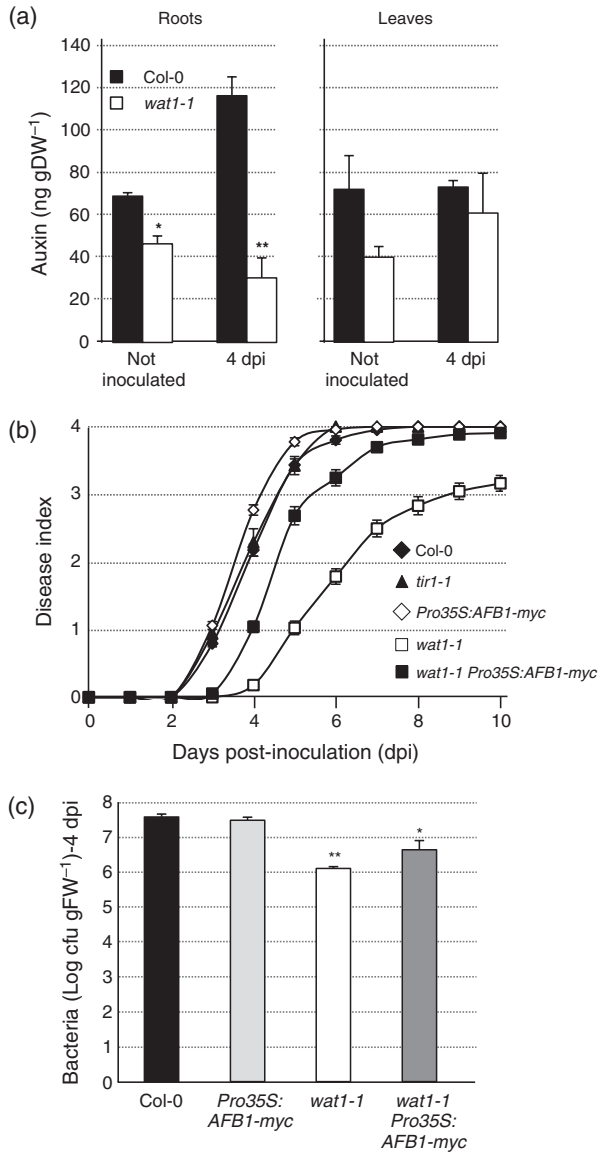 (a)
Roots
Leaves
140
120
100
80
60
40
20
0
Auxin (ng gDW⁻¹)
Col-0
wat1-1
*
**
Not inoculated
4 dpi
Not inoculated
4 dpi
(b)
4
3
2
1
0
Disease index
Col-0
tir1-1
Pro35S:AFB1-myc
wat1-1
wat1-1 Pro35S:AFB1-myc
0 2 4 6 8 10
Days post-inoculation (dpi)
(c)
8
7
6
5
4
3
2
1
0
Bacteria (Log cfu gFW⁻¹)-4 dpi
**
*
Col-0
Pro35S:
AFB1-myc
wat1-1
wat1-1
Pro35S:
AFB1-myc